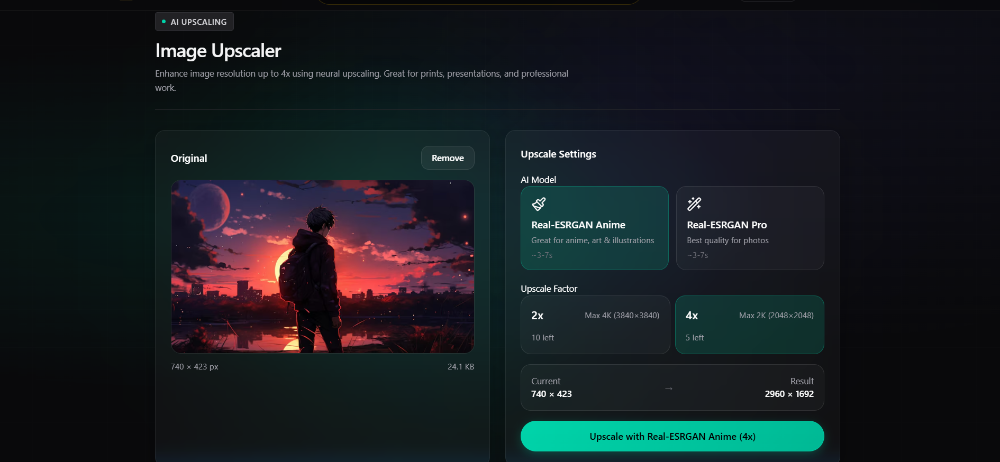 AI UPSCALING
Image Upscaler
Enhance image resolution up to 4x using neural upscaling. Great for prints, presentations, and professional
work.
Original
Remove
740 × 423 px
24.1 KB
Upscale Settings
AI Model
Real-ESRGAN Anime
Great for anime, art & illustrations
~3-7s
Real-ESRGAN Pro
Best quality for photos
~3-7s
Upscale Factor
2x
Max 4K (3840×3840)
10 left
4x
Max 2K (2048×2048)
5 left
Current
740 × 423
→
Result
2960 × 1692
Upscale with Real-ESRGAN Anime (4x)